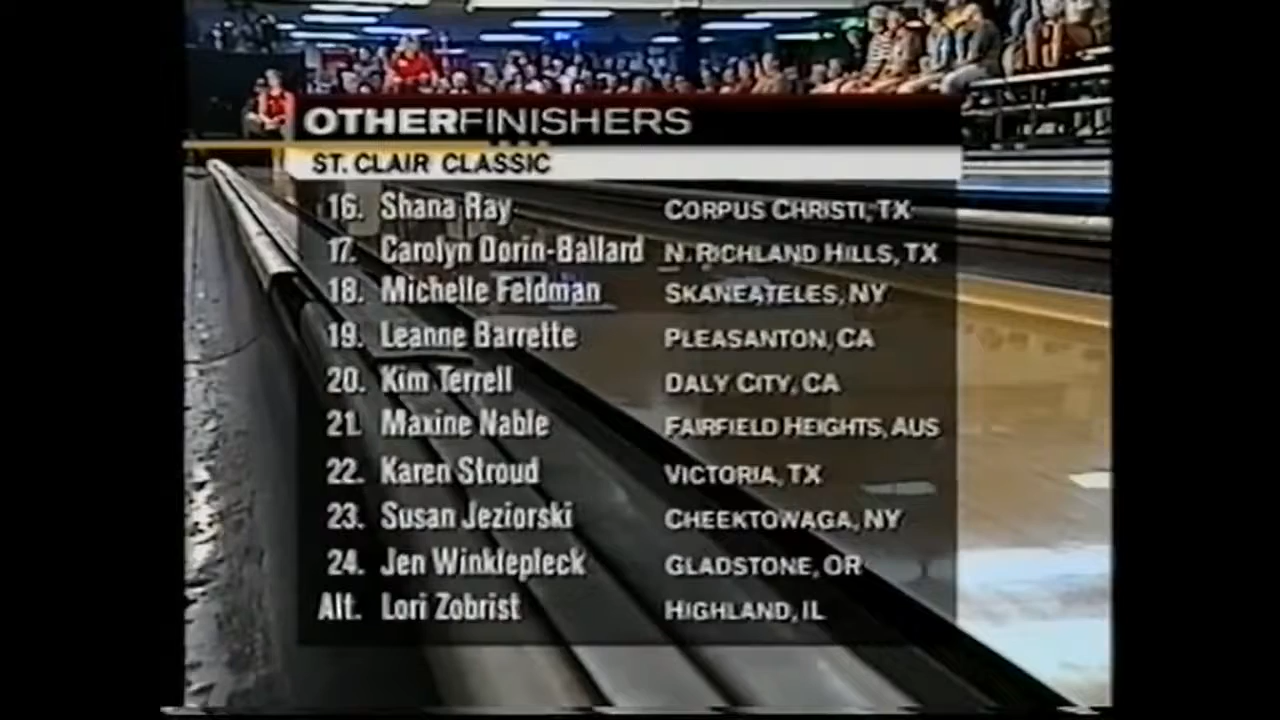 OTHERFINISHERS
ST. CLAIR CLASSIC
16. Shana Ray CORPUS CHRISTI, TX
17. Carolyn Dorin-Ballard N. RICHLAND HILLS, TX
18. Michelle Feldman SKANEATELES, NY
19. Leanne Barrette PLEASANTON, CA
20. Kim Terrell DALY CITY, CA
21. Maxine Nable FAIRFIELD HEIGHTS, AUS
22. Karen Stroud VICTORIA, TX
23. Susan Jeziorski CHEEKTOWAGA, NY
24. Jen Winklepleck GLADSTONE, OR
Alt. Lori Zobrist HIGHLAND, IL